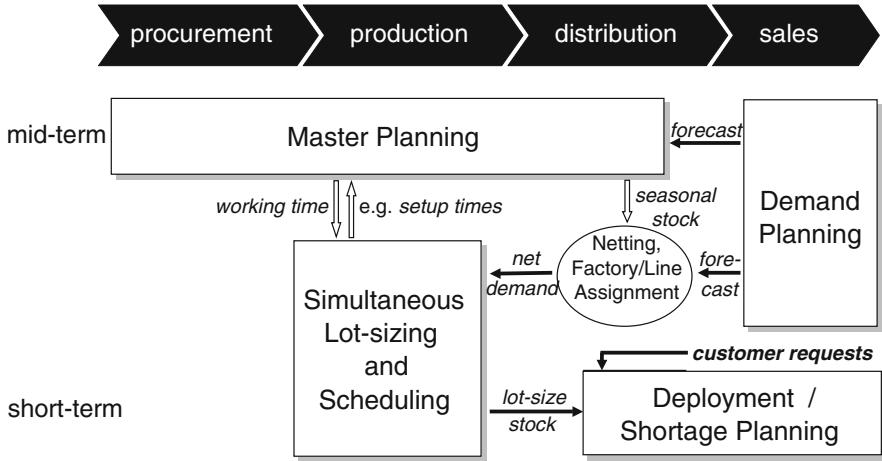 procurement production distribution sales
mid-term
Master Planning
forecast
Demand
Planning
working time
e.g. setup times
seasonal
stock
Netting,
Factory/Line
Assignment
fore-
cast
net
demand
Simultaneous
Lot-sizing
and
Scheduling
customer requests
short-term
lot-size
stock
Deployment /
Shortage Planning